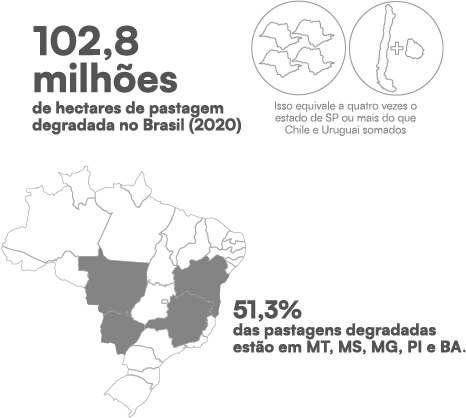 102,8
milhões
de hectares de pastagem
degradada no Brasil (2020)
Isso equivale a quatro vezes o
estado de SP ou mais do que
Chile e Uruguai somados
51,3%
das pastagens degradadas
estão em MT, MS, MG, PI e BA.